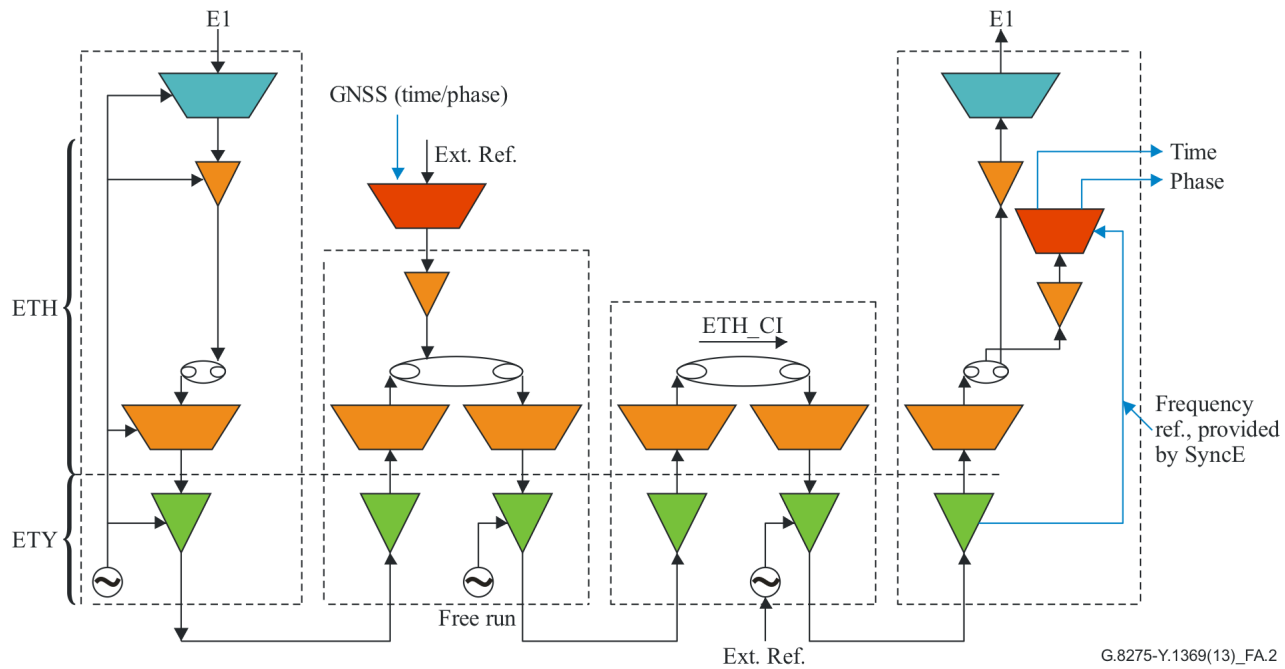 E1
E1
GNSS (time/phase)
Ext. Ref.
Time
Phase
ETH
ETH_CI
Frequency
ref., provided
by SyncE
ETY
Free run
Ext. Ref.
G.8275-Y.1369(13)_FA.2